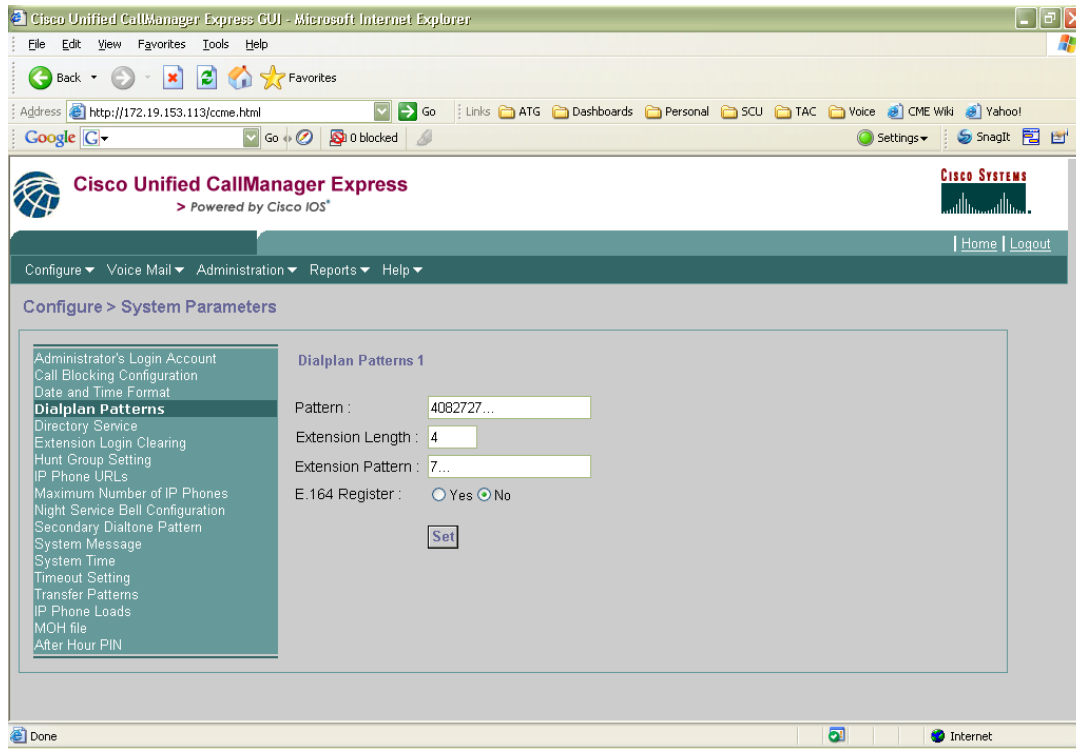 Cisco Unified CallManager Express GUI - Microsoft Internet Explorer
File Edit View Favorites Tools Help
Back Favorites
Address http://172.19.153.113/ccme.html Go Links ATG Dashboards Personal SCU TAC Voice CME Wiki Yahoo!
Google G Go 0 blocked Settings SnagIt
Cisco Unified CallManager Express
> Powered by Cisco IOS®
CISCO SYSTEMS
Home | Logout
Configure Voice Mail Administration Reports Help
Configure > System Parameters
Administrator's Login Account
Call Blocking Configuration
Date and Time Format
Dialplan Patterns
Directory Service
Extension Login Clearing
Hunt Group Setting
IP Phone URLs
Maximum Number of IP Phones
Night Service Bell Configuration
Secondary Dialtone Pattern
System Message
System Time
Timeout Setting
Transfer Patterns
IP Phone Loads
MOH file
After Hour PIN
Dialplan Patterns 1
Pattern : 4082727...
Extension Length : 4
Extension Pattern : 7...
E.164 Register : Yes No
Set
Done Internet